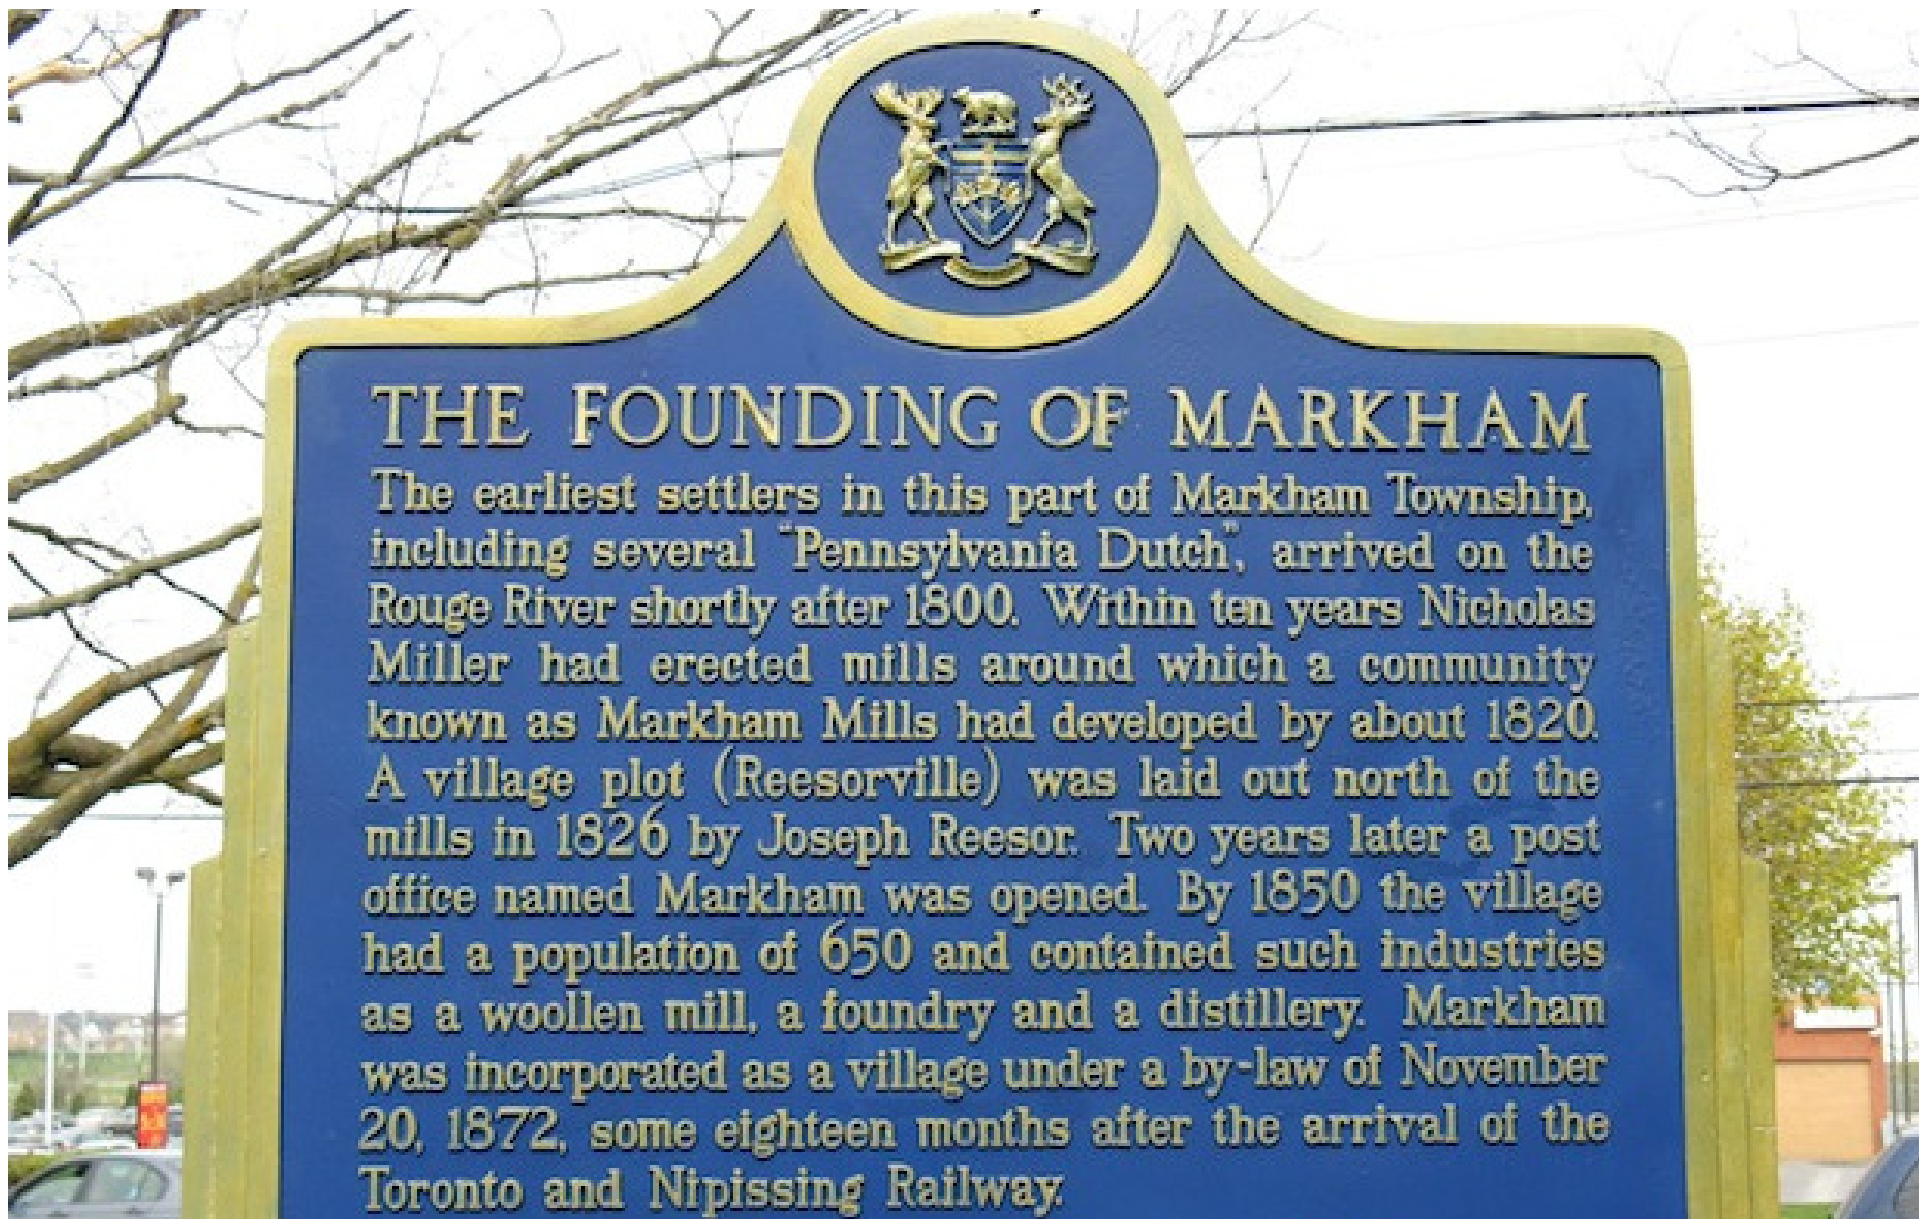 THE FOUNDING OF MARKHAM
The earliest settlers in this part of Markham Township,
including several "Pennsylvania Dutch", arrived on the
Rouge River shortly after 1800. Within ten years Nicholas
Miller had erected mills around which a community
known as Markham Mills had developed by about 1820.
A village plot (Reesorville) was laid out north of the
mills in 1826 by Joseph Reesor. Two years later a post
office named Markham was opened. By 1850 the village
had a population of 650 and contained such industries
as a woollen mill, a foundry and a distillery. Markham
was incorporated as a village under a by-law of November
20, 1872, some eighteen months after the arrival of the
Toronto and Nipissing Railway.